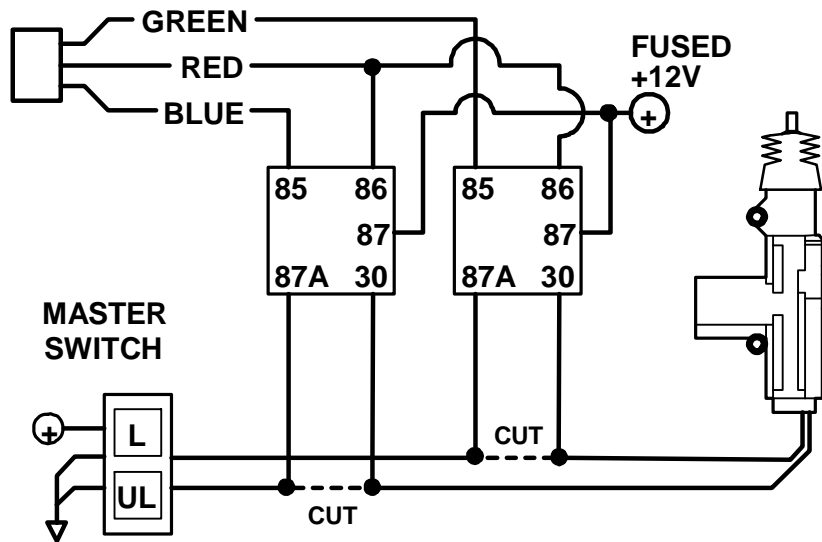 GREEN
RED
BLUE
FUSED
+12V
+
85 86
87
87A 30
85 86
87
87A 30
MASTER
SWITCH
+
L
UL
CUT
CUT